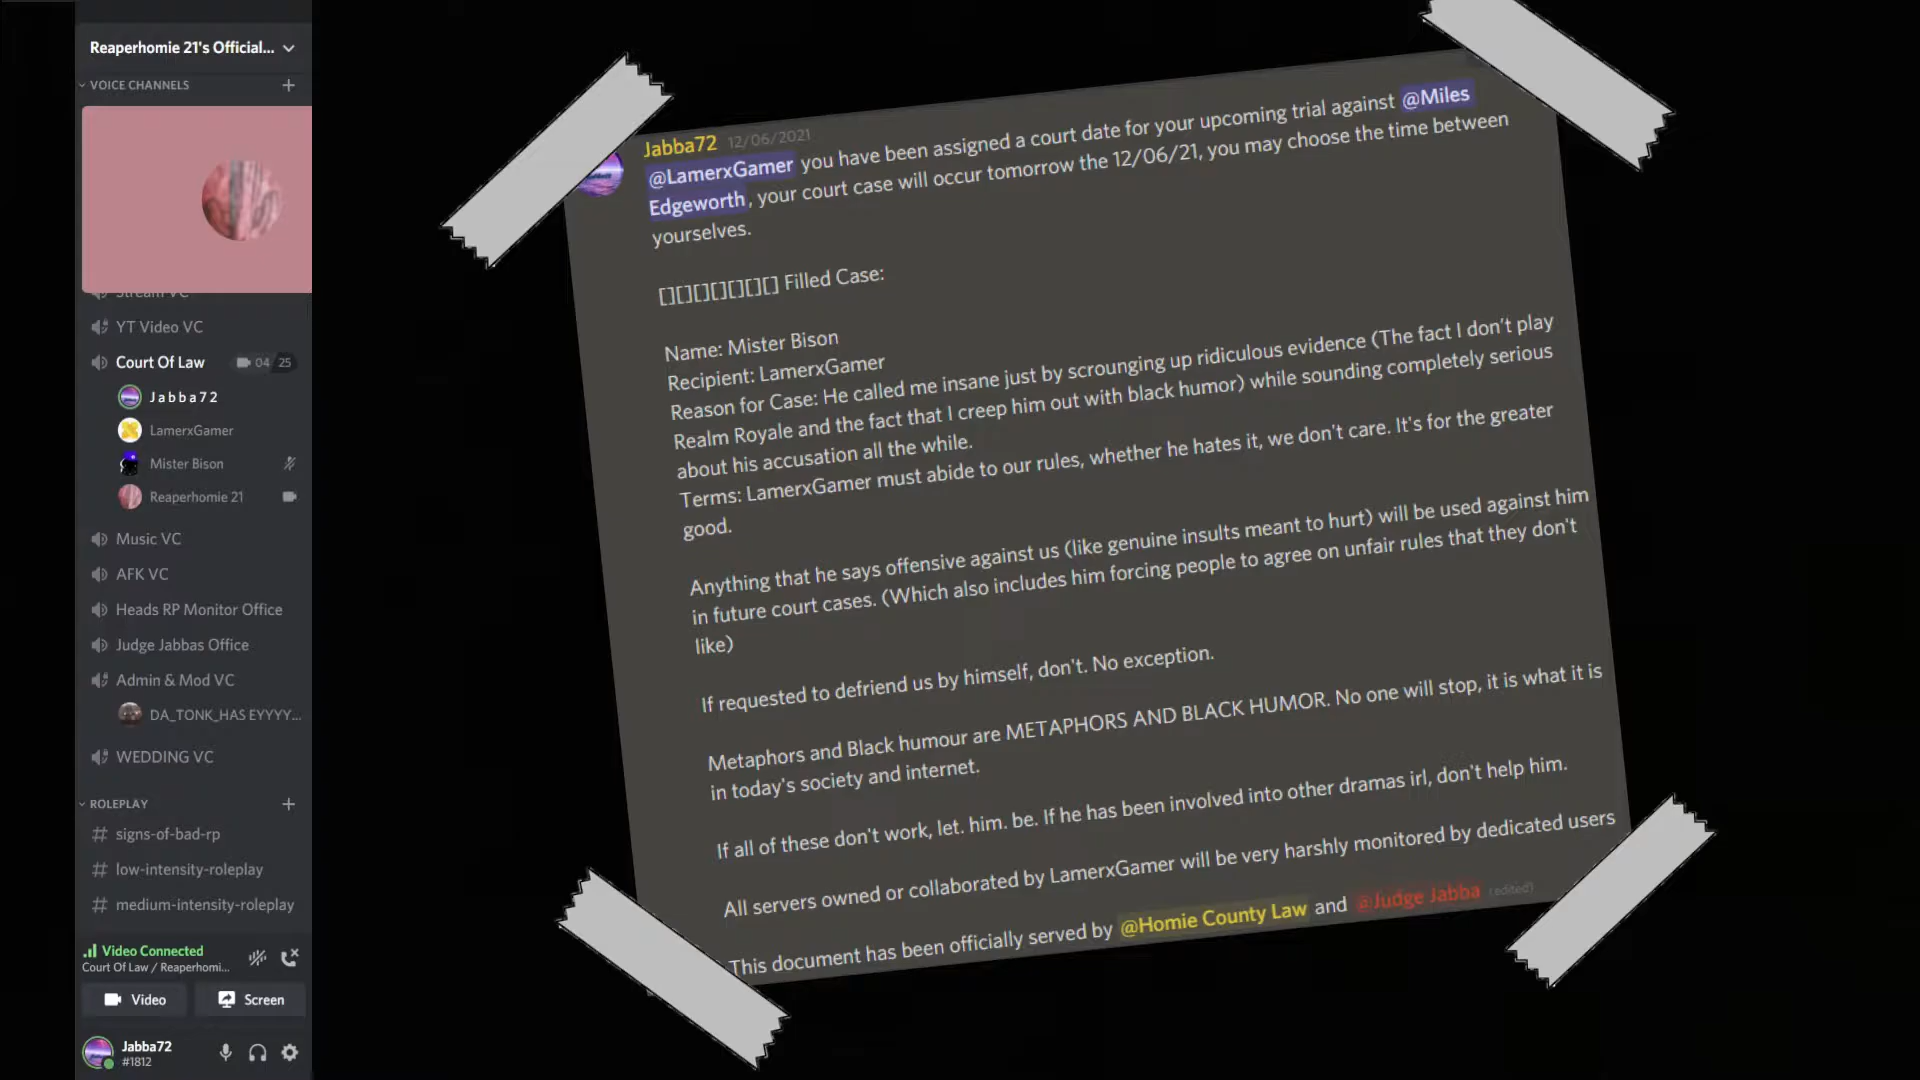 Reaperhomie 21's Official...
VOICE CHANNELS
Stream VC
YT Video VC
Court Of Law 04 25
Jabba72
LamerxGamer
Mister Bison
Reaperhomie 21
Music VC
AFK VC
Heads RP Monitor Office
Judge Jabbas Office
Admin & Mod VC
DA_TONK_HAS EYYYY...
WEDDING VC
ROLEPLAY
signs-of-bad-rp
low-intensity-roleplay
medium-intensity-roleplay
Video Connected
Court Of Law / Reaperhomi...
Video Screen
Jabba72
#1812
Jabba72 12/06/2021
@LamerxGamer you have been assigned a court date for your upcoming trial against @Miles
Edgeworth, your court case will occur tomorrow the 12/06/21, you may choose the time between
yourselves.
[][][][][][][] Filled Case:
Name: Mister Bison
Recipient: LamerxGamer
Reason for Case: He called me insane just by scrounging up ridiculous evidence (The fact I don't play
Realm Royale and the fact that I creep him out with black humor) while sounding completely serious
about his accusation all the while.
Terms: LamerxGamer must abide to our rules, whether he hates it, we don't care. It's for the greater
good.
Anything that he says offensive against us (like genuine insults meant to hurt) will be used against him
in future court cases. (Which also includes him forcing people to agree on unfair rules that they don't
like)
If requested to defriend us by himself, don't. No exception.
Metaphors and Black humour are METAPHORS AND BLACK HUMOR. No one will stop, it is what it is
in today's society and internet.
If all of these don't work, let. him. be. If he has been involved into other dramas irl, don't help him.
All servers owned or collaborated by LamerxGamer will be very harshly monitored by dedicated users
This document has been officially served by @Homie County Law and @Judge Jabba (edited)